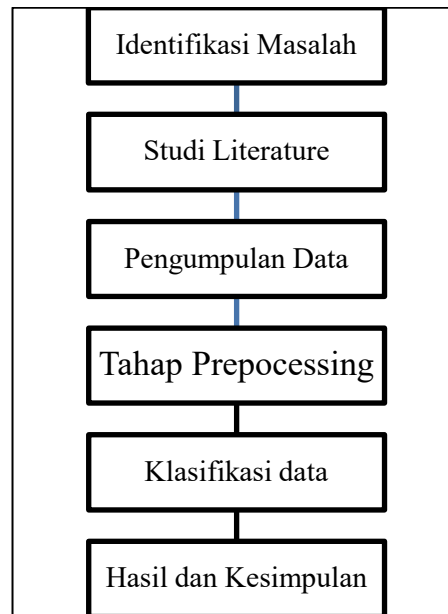 Identifikasi Masalah
Studi Literature
Pengumpulan Data
Tahap Prepocessing
Klasifikasi data
Hasil dan Kesimpulan